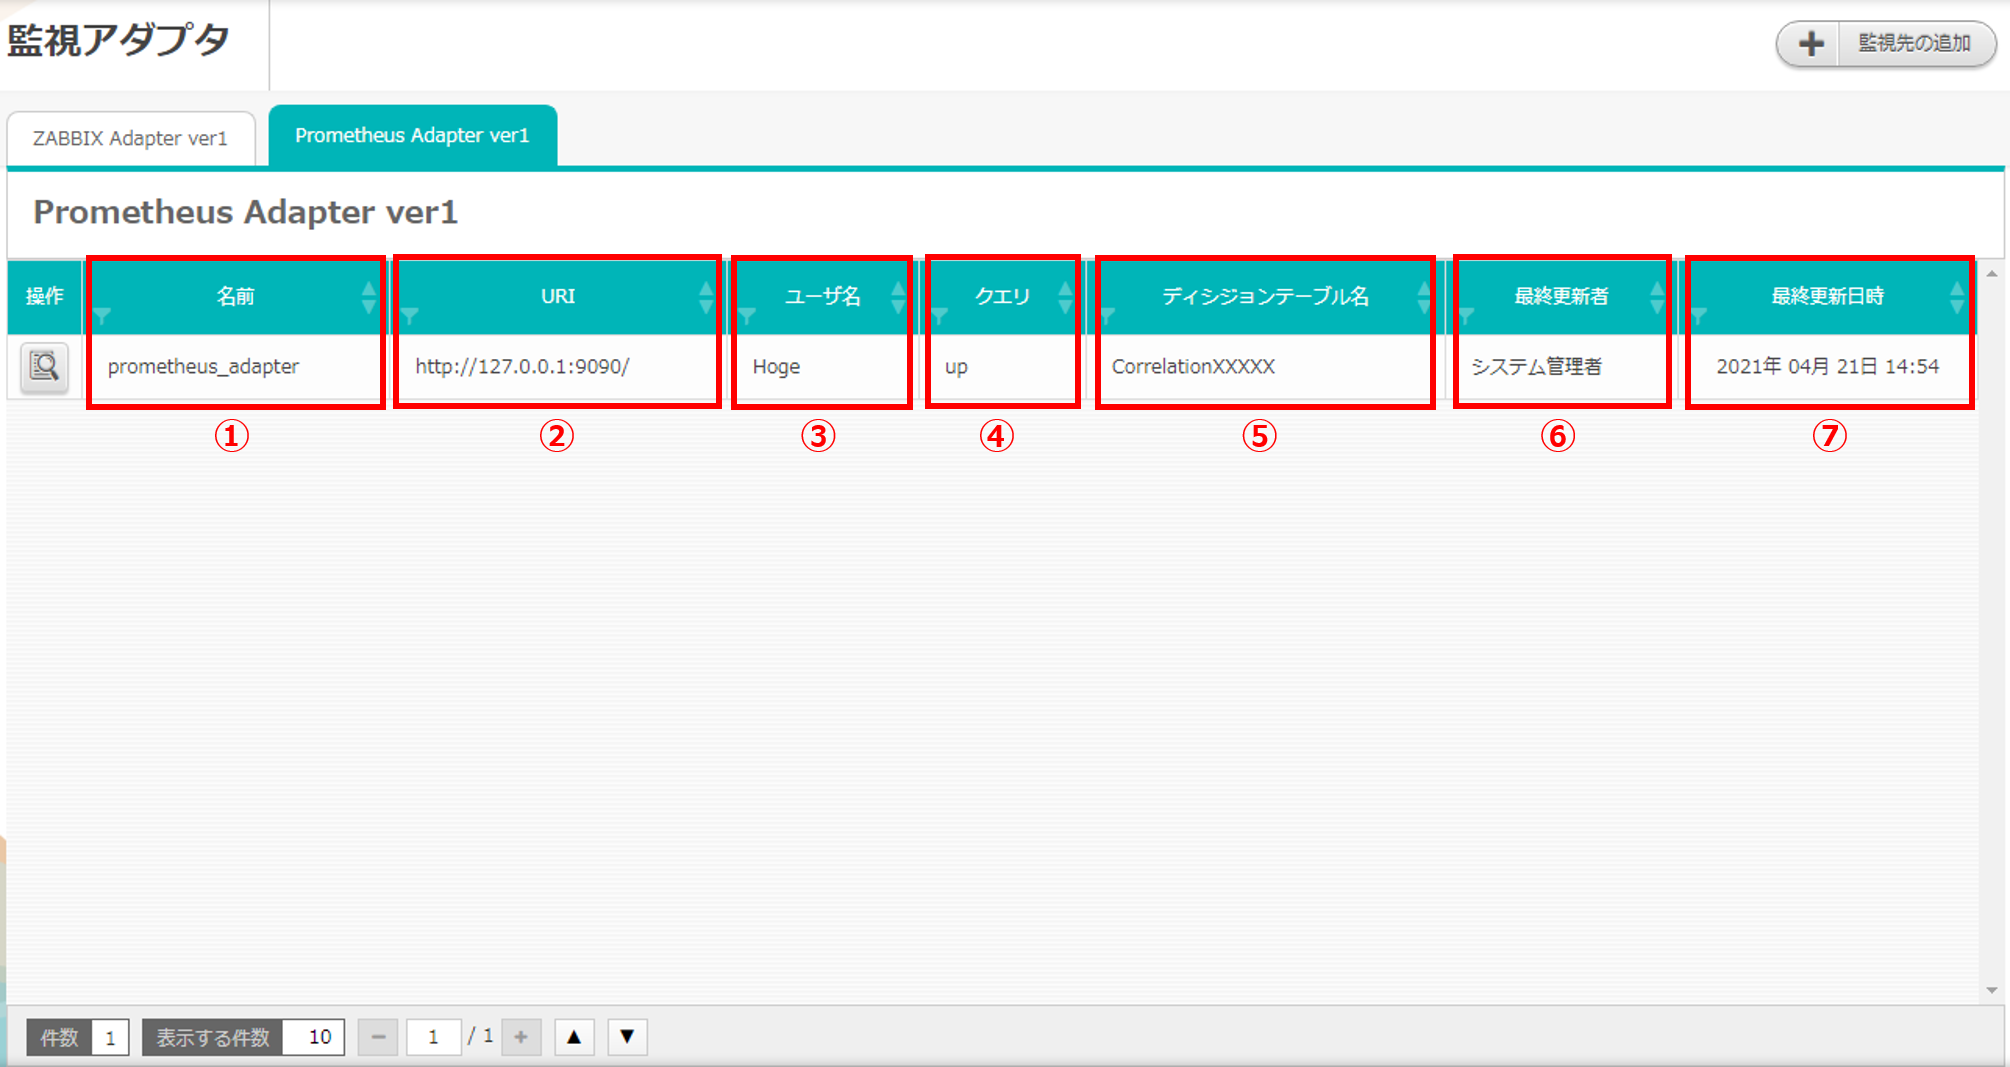 監視アダプタ
監視先の追加
ZABBIX Adapter ver1
Prometheus Adapter ver1
Prometheus Adapter ver1
操作 名前 URI ユーザ名 クエリ ディシジョンテーブル名 最終更新者 最終更新日時
prometheus_adapter http://127.0.0.1:9090/ Hoge up CorrelationXXXXX システム管理者 2021年 04月 21日 14:54
① ② ③ ④ ⑤ ⑥ ⑦
件数 1 表示する件数 10 − 1 / 1 + ▲ ▼